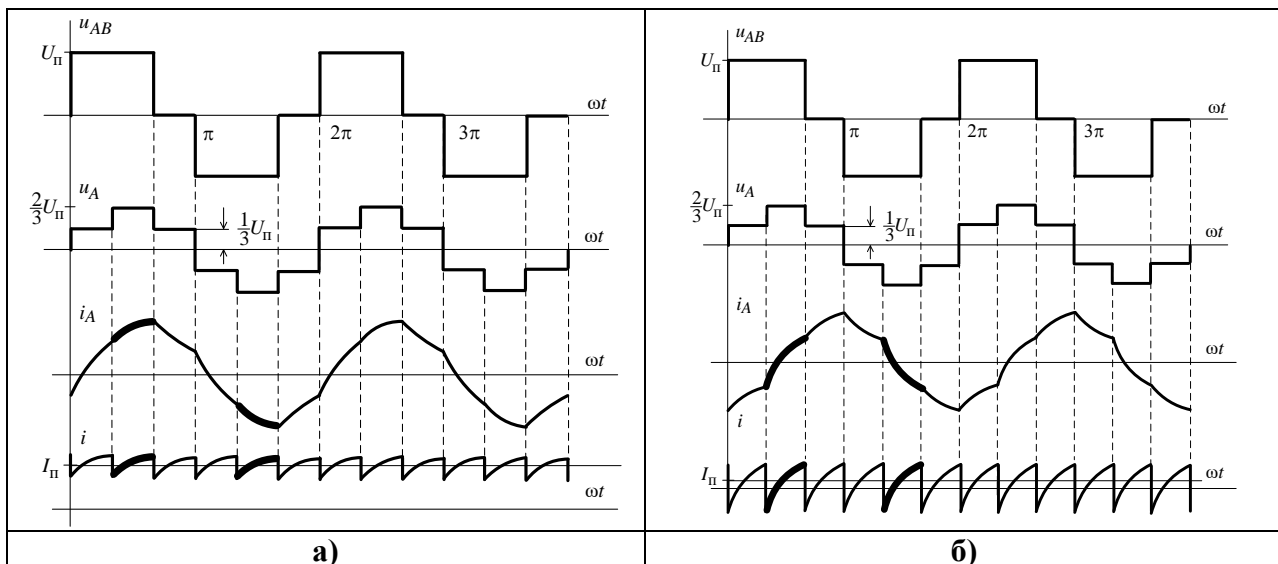 u_AB
U_П
ωt
π 2π 3π
u_A
2/3 U_П
1/3 U_П
ωt
i_A
ωt
i
I_П
ωt
а)
u_AB
U_П
ωt
π 2π 3π
u_A
2/3 U_П
1/3 U_П
ωt
i_A
ωt
i
I_П
ωt
б)